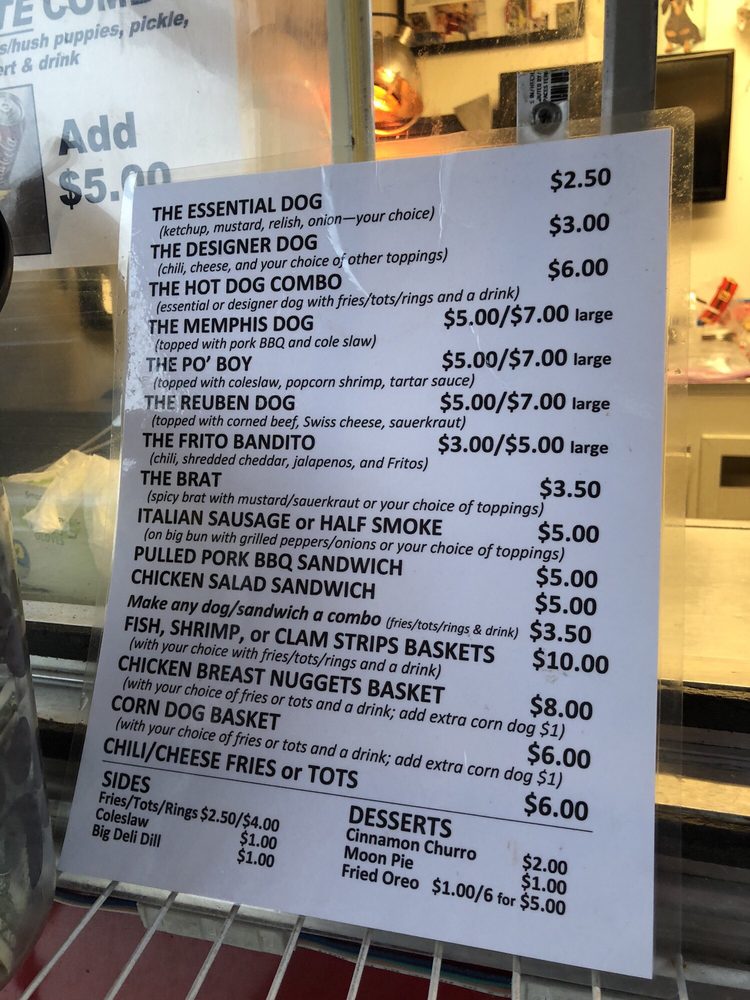 TE COMB
s/hush puppies, pickle,
ert & drink
Add
$5.00
THE ESSENTIAL DOG $2.50
(ketchup, mustard, relish, onion—your choice)
THE DESIGNER DOG $3.00
(chili, cheese, and your choice of other toppings)
THE HOT DOG COMBO $6.00
(essential or designer dog with fries/tots/rings and a drink)
THE MEMPHIS DOG $5.00/$7.00 large
(topped with pork BBQ and cole slaw)
THE PO' BOY $5.00/$7.00 large
(topped with coleslaw, popcorn shrimp, tartar sauce)
THE REUBEN DOG $5.00/$7.00 large
(topped with corned beef, Swiss cheese, sauerkraut)
THE FRITO BANDITO $3.00/$5.00 large
(chili, shredded cheddar, jalapenos, and Fritos)
THE BRAT $3.50
(spicy brat with mustard/sauerkraut or your choice of toppings)
ITALIAN SAUSAGE or HALF SMOKE $5.00
(on big bun with grilled peppers/onions or your choice of toppings)
PULLED PORK BBQ SANDWICH $5.00
CHICKEN SALAD SANDWICH $5.00
Make any dog/sandwich a combo (fries/tots/rings & drink) $3.50
FISH, SHRIMP, or CLAM STRIPS BASKETS $10.00
(with your choice with fries/tots/rings and a drink)
CHICKEN BREAST NUGGETS BASKET $8.00
(with your choice of fries or tots and a drink; add extra corn dog $1)
CORN DOG BASKET $6.00
(with your choice of fries or tots and a drink; add extra corn dog $1)
CHILI/CHEESE FRIES or TOTS $6.00
SIDES
Fries/Tots/Rings $2.50/$4.00
Coleslaw $1.00
Big Deli Dill $1.00
DESSERTS
Cinnamon Churro $2.00
Moon Pie $1.00
Fried Oreo $1.00/6 for $5.00